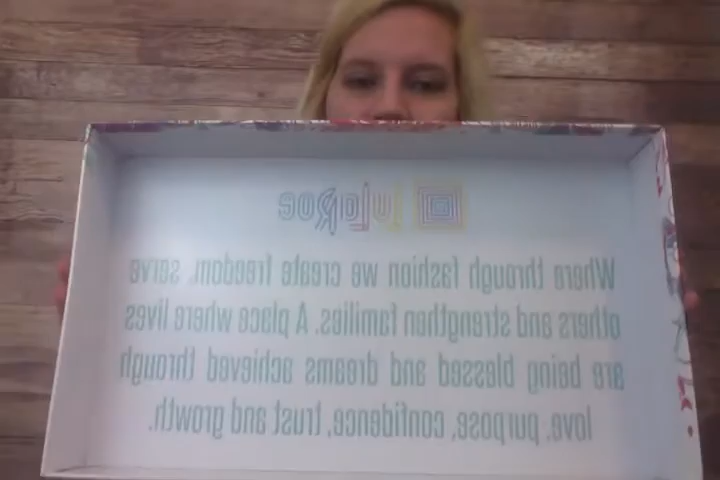 LuLaRoe
Where through fashion we create freedom, serve
others and strengthen families. A place where lives
are being blessed and dreams achieved through
love, purpose, confidence, trust and growth.